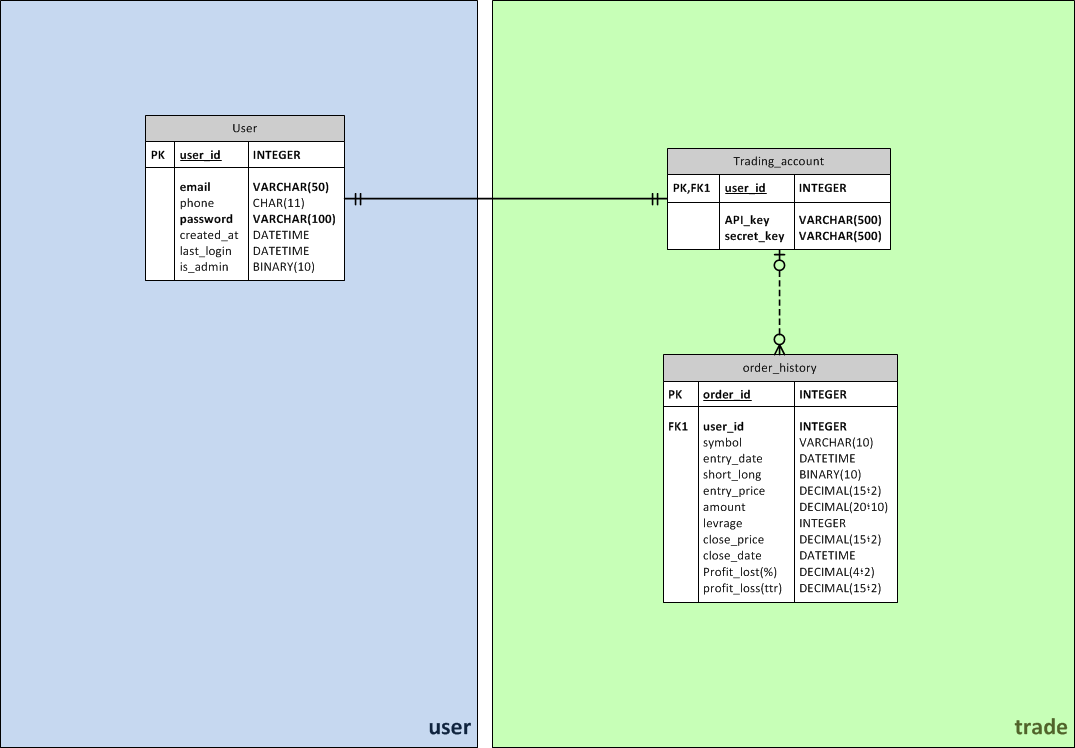 User
PK user_id INTEGER
email VARCHAR(50)
phone CHAR(11)
password VARCHAR(100)
created_at DATETIME
last_login DATETIME
is_admin BINARY(10)
user
Trading_account
PK,FK1 user_id INTEGER
API_key VARCHAR(500)
secret_key VARCHAR(500)
order_history
PK order_id INTEGER
FK1 user_id INTEGER
symbol VARCHAR(10)
entry_date DATETIME
short_long BINARY(10)
entry_price DECIMAL(15؛2)
amount DECIMAL(20؛10)
levrage INTEGER
close_price DECIMAL(15؛2)
close_date DATETIME
Profit_lost(%) DECIMAL(4؛2)
profit_loss(ttr) DECIMAL(15؛2)
trade